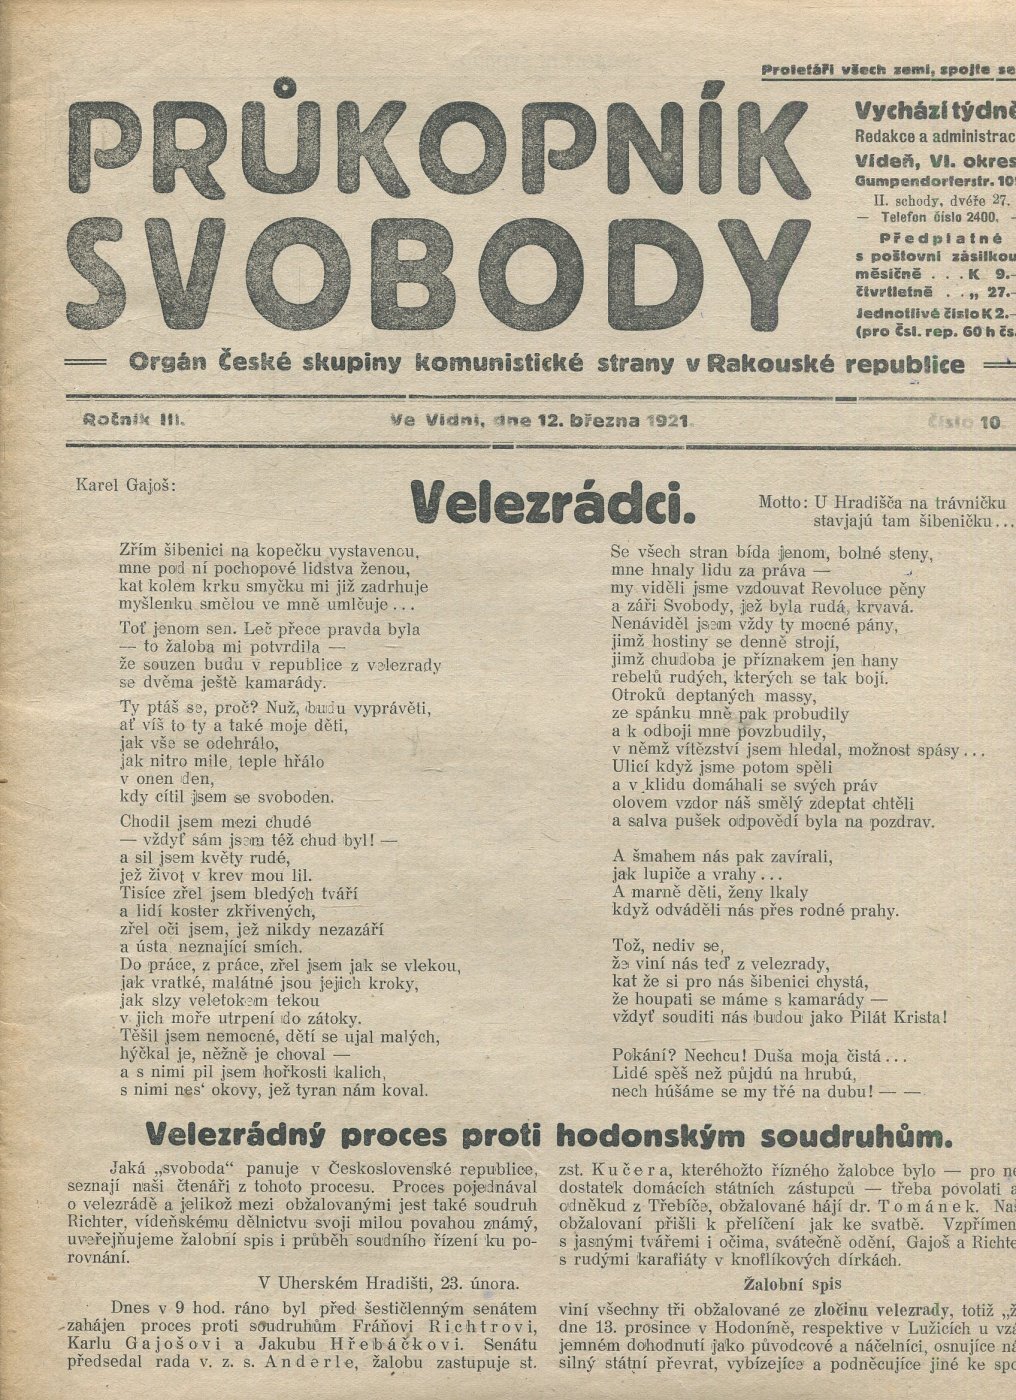 Proletáři všech zemí, spojte se
PRŮKOPNÍK
SVOBODY
Vychází týdně
Redakce a administrac
Vídeň, VI. okres
Gumpendorferstr. 10
II. schody, dvéře 27.
— Telefon číslo 2400. —
Předplatné
s poštovní zásilkou
měsíčně . . . K 9.—
čtvrtletně . . „ 27.—
Jednotlivé číslo K 2.—
(pro čsl. rep. 60 h čs.
Orgán České skupiny komunistické strany v Rakouské republice
Ročník III.
Ve Vídni, dne 12. března 1921.
číslo 10
Karel Gajoš:
Velezrádci.
Motto: U Hradišča na trávničku
stavjajú tam šibeničku...
Zřím šibenici na kopečku vystavenou,
mne pod ní pochopové lidstva ženou,
kat kolem krku smyčku mi již zadrhuje
myšlenku smělou ve mně umlčuje...
Toť jenom sen. Leč přece pravda byla
— to žaloba mi potvrdila —
že souzen budu v republice z velezrady
se dvěma ještě kamarády.
Ty ptáš se, proč? Nuž, budu vyprávěti,
ať víš to ty a také moje děti,
jak vše se odehrálo,
jak nitro mile, teple hřálo
v onen den,
kdy cítil jsem se svoboden.
Chodil jsem mezi chudé
— vždyť sám jsem též chud byl! —
a sil jsem květy rudé,
jež život v krev mou lil.
Tisíce zřel jsem bledých tváří
a lidí koster zkřivených,
zřel oči jsem, jež nikdy nezazáří
a ústa neznající smích.
Do práce, z práce, zřel jsem jak se vlekou,
jak vratké, malátné jsou jejich kroky,
jak slzy veletokem tekou
v jich moře utrpení do zátoky.
Těšil jsem nemocné, dětí se ujal malých,
hýčkal je, něžně je choval —
a s nimi pil jsem hořkosti kalich,
s nimi nes' okovy, jež tyran nám koval.
Se všech stran bída jenom, bolné steny,
mne hnaly lidu za práva —
my viděli jsme vzdouvat Revoluce pěny
a záři Svobody, jež byla rudá, krvavá.
Nenáviděl jsem vždy ty mocné pány,
jimž hostiny se denně strojí,
jimž chudoba je příznakem jen hany
rebelů rudých, kterých se tak bojí.
Otroků deptaných massy,
ze spánku mně pak probudily
a k odboji mne povzbudily,
v němž vítězství jsem hledal, možnost spásy...
Ulicí když jsme potom spěli
a v klidu domáhali se svých práv
olovem vzdor náš smělý zdeptat chtěli
a salva pušek odpovědí byla na pozdrav.
A šmahem nás pak zavírali,
jak lupiče a vrahy...
A marně děti, ženy lkaly
když odváděli nás přes rodné prahy.
Tož, nediv se,
že viní nás teď z velezrady,
kat že si pro nás šibenici chystá,
že houpati se máme s kamarády —
vždyť souditi nás budou jako Pilát Krista!
Pokání? Nechcu! Duša moja čistá...
Lidé spěš než půjdú na hrubú,
nech húšáme se my třé na dubu! — —
Velezrádný proces proti hodonským soudruhům.
Jaká „svoboda“ panuje v Československé republice,
seznají naši čtenáři z tohoto procesu. Proces pojednával
o velezrádě a jelikož mezi obžalovanými jest také soudruh
Richter, vídeňskému dělnictvu svojí milou povahou známý,
uveřejňujeme žalobní spis i průběh soudního řízení ku po-
rovnání.
V Uherském Hradišti, 23. února.
Dnes v 9 hod. ráno byl před šestičlenným senátem
zahájen proces proti soudruhům Fráňovi Richtrovi,
Karlu Gajošovi a Jakubu Hřebáčkovi. Senátu
předsedal rada v. z. s. Anderle, žalobu zastupuje st.
zst. Kučera, kteréhožto řízného žalobce bylo — pro ne
dostatek domácích státních zástupců — třeba povolati a
odněkud z Třebíče, obžalované hájí dr. Tománek. Naš
obžalovaní přišli k přelíčení jak ke svatbě. Vzpřímen
s jasnými tvářemi i očima, svátečně odění, Gajoš a Richte
s rudými karafiáty v knoflíkových dírkách.
Žalobní spis
viní všechny tři obžalované ze zločinu velezrady, totiž „ž
dne 13. prosince v Hodoníně, respektive v Lužicích u vzá
jemném dohodnutí jako původcové a náčelníci, osnujíce ná
silný státní převrat, vybízejíce a podněcujíce jiné ke spo